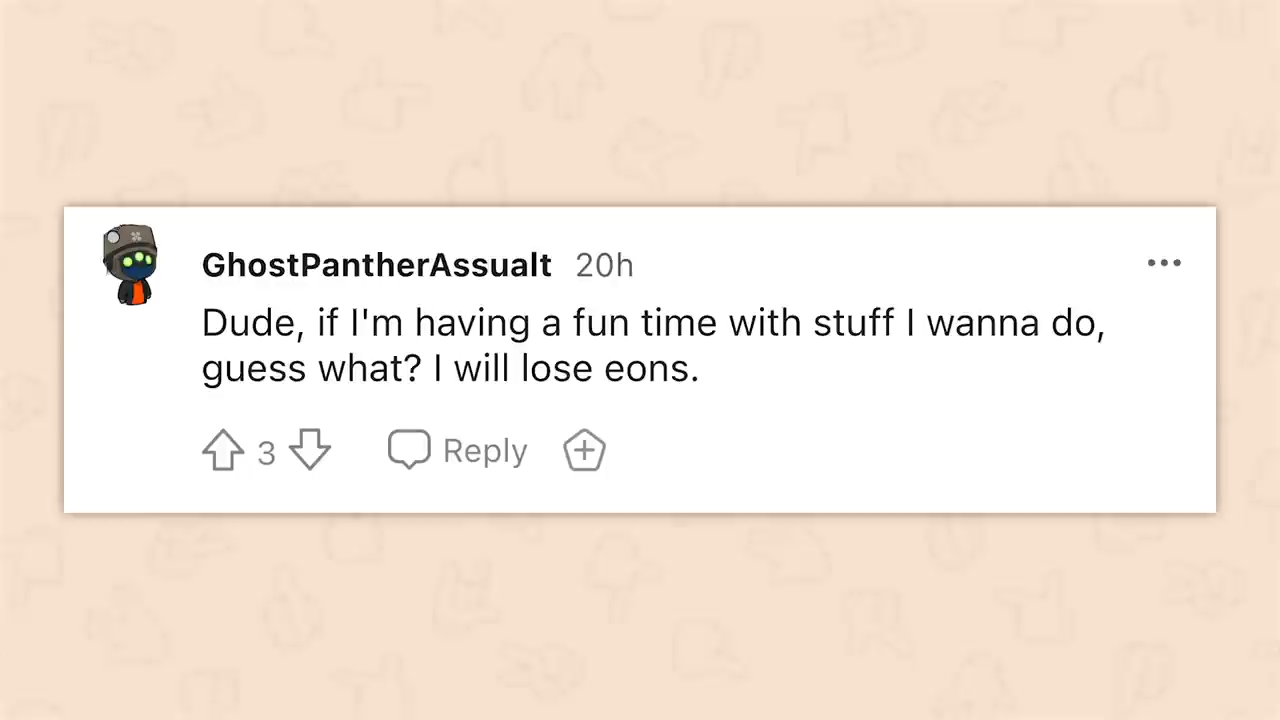 GhostPantherAssualt 20h
Dude, if I'm having a fun time with stuff I wanna do,
guess what? I will lose eons.
3 Reply